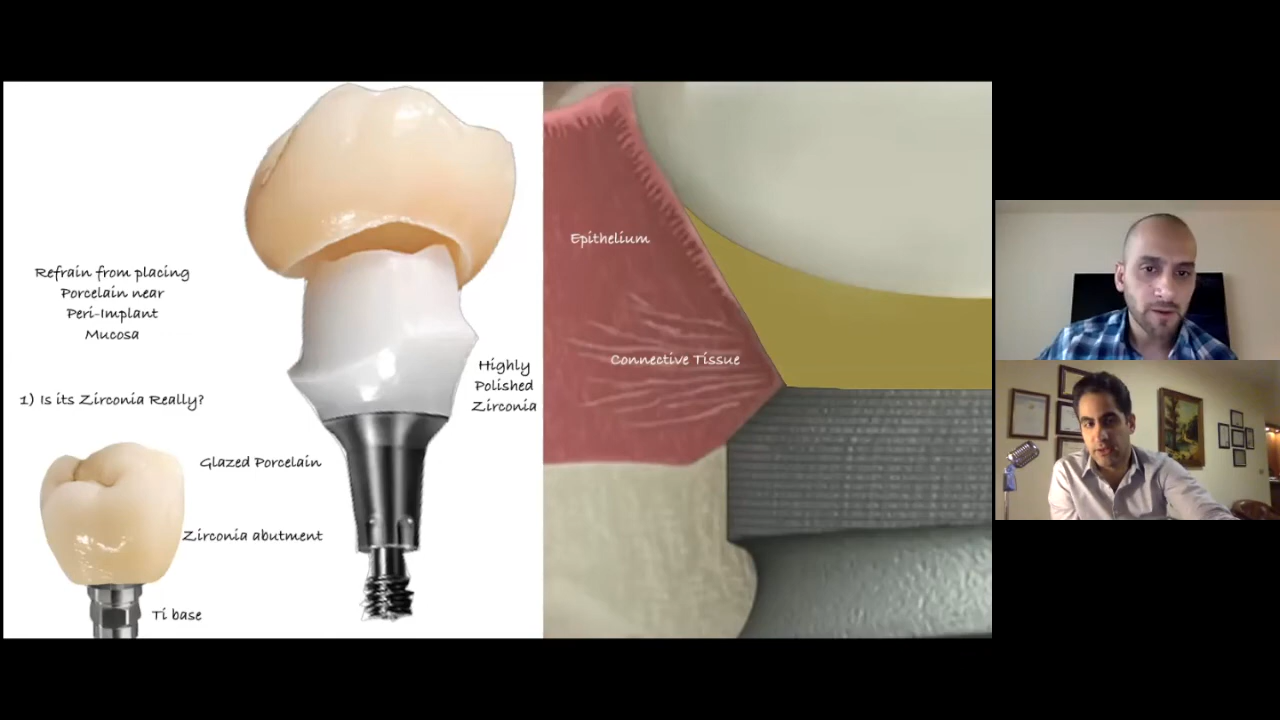 Refrain from placing
Porcelain near
Peri-Implant
Mucosa
1) Is its Zirconia Really?
Glazed Porcelain
Zirconia abutment
Ti base
Highly
Polished
Zirconia
Epithelium
Connective Tissue